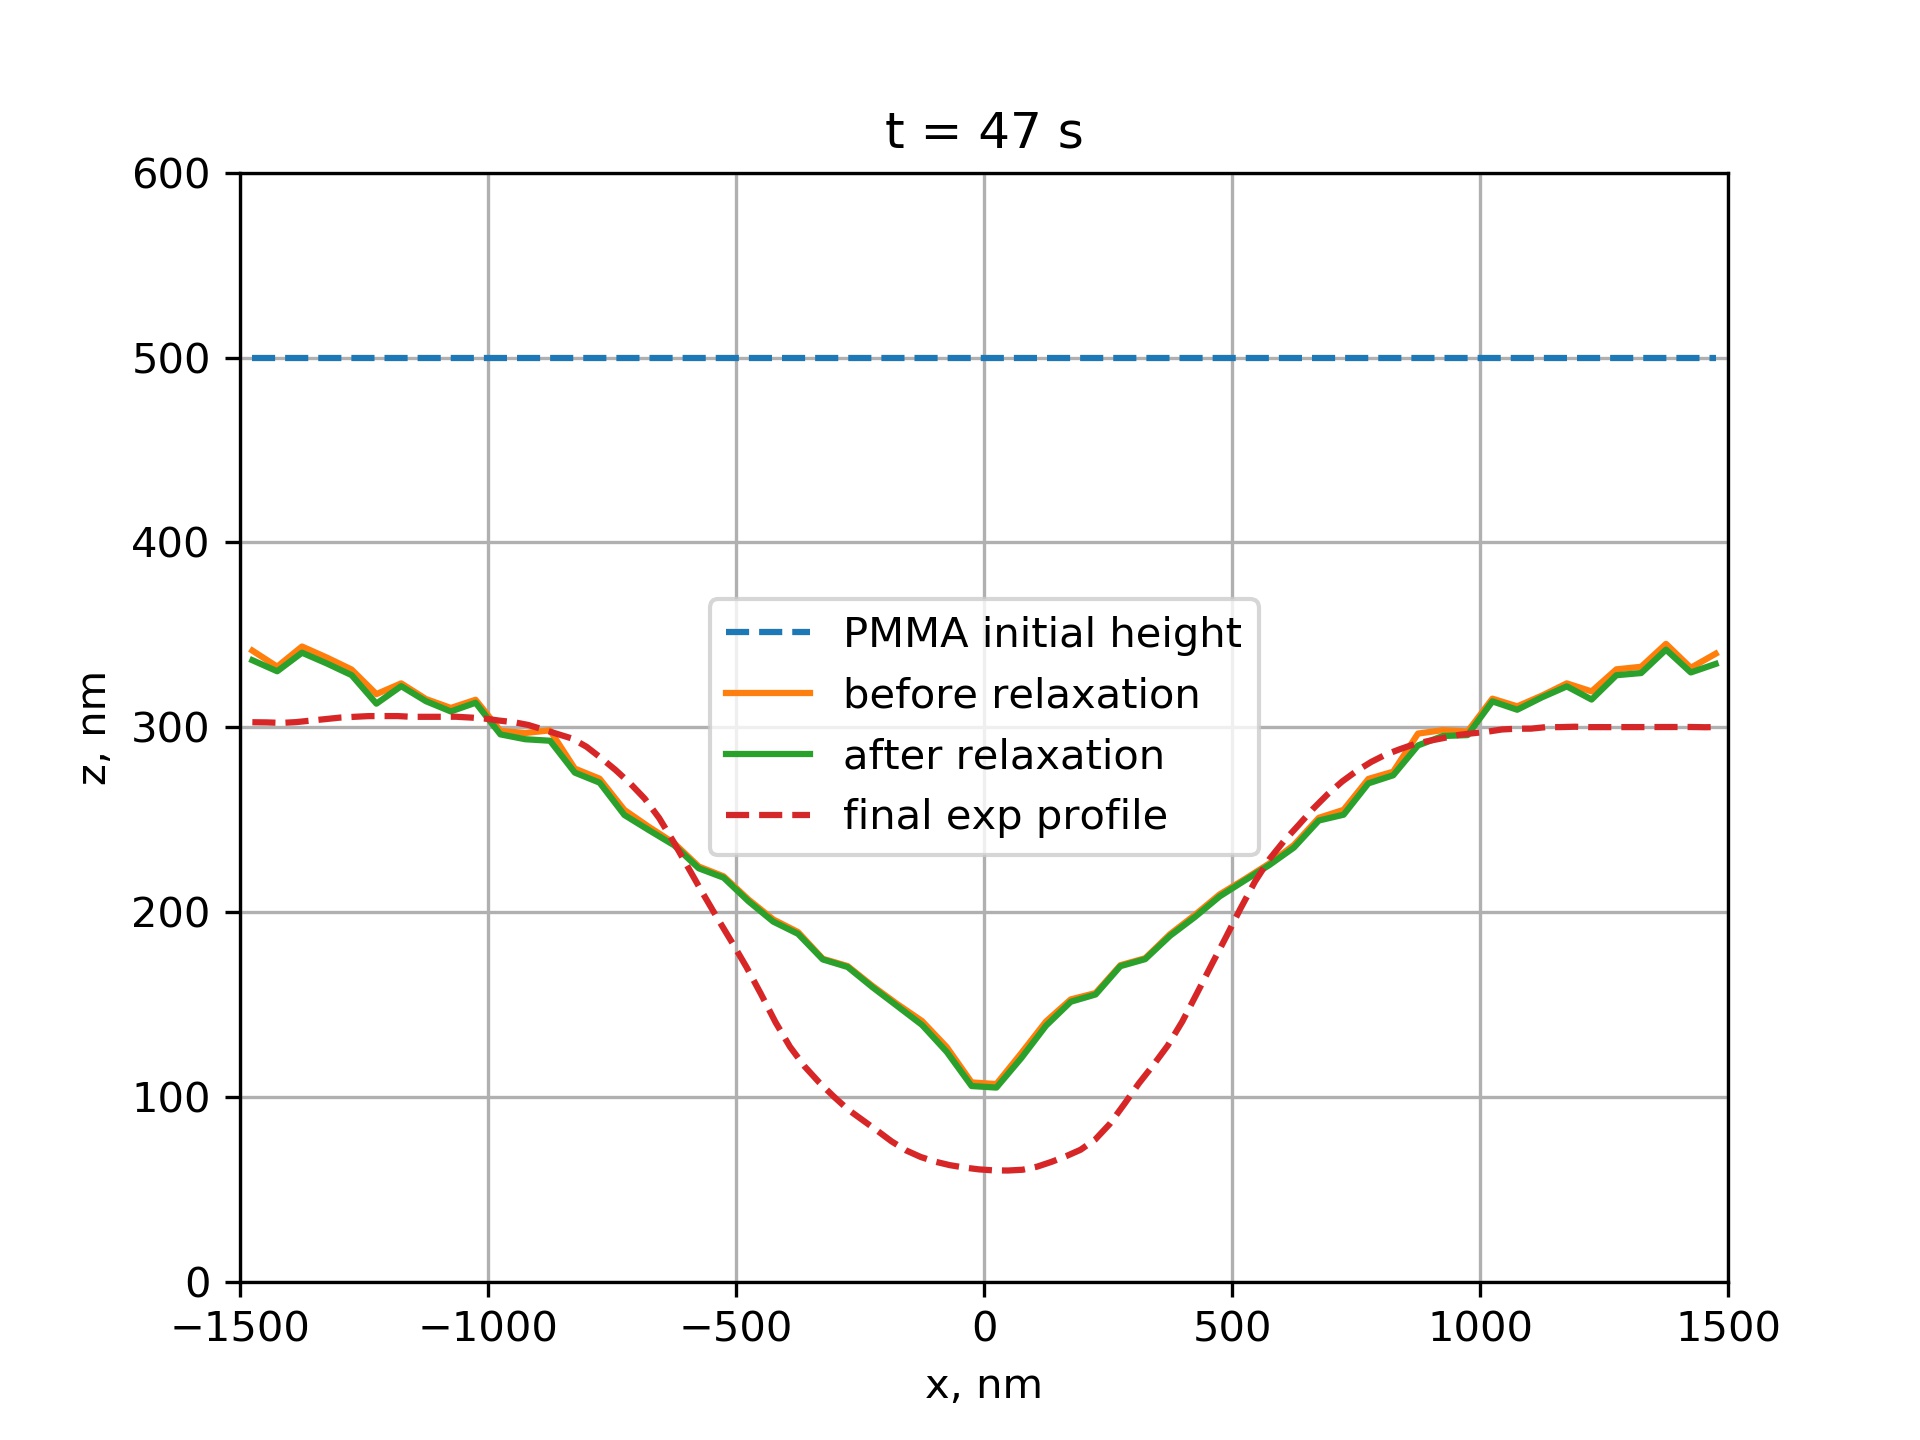 t = 47 s
600
500
400
300
200
100
0
z, nm
PMMA initial height
before relaxation
after relaxation
final exp profile
−1500 −1000 −500 0 500 1000 1500
x, nm